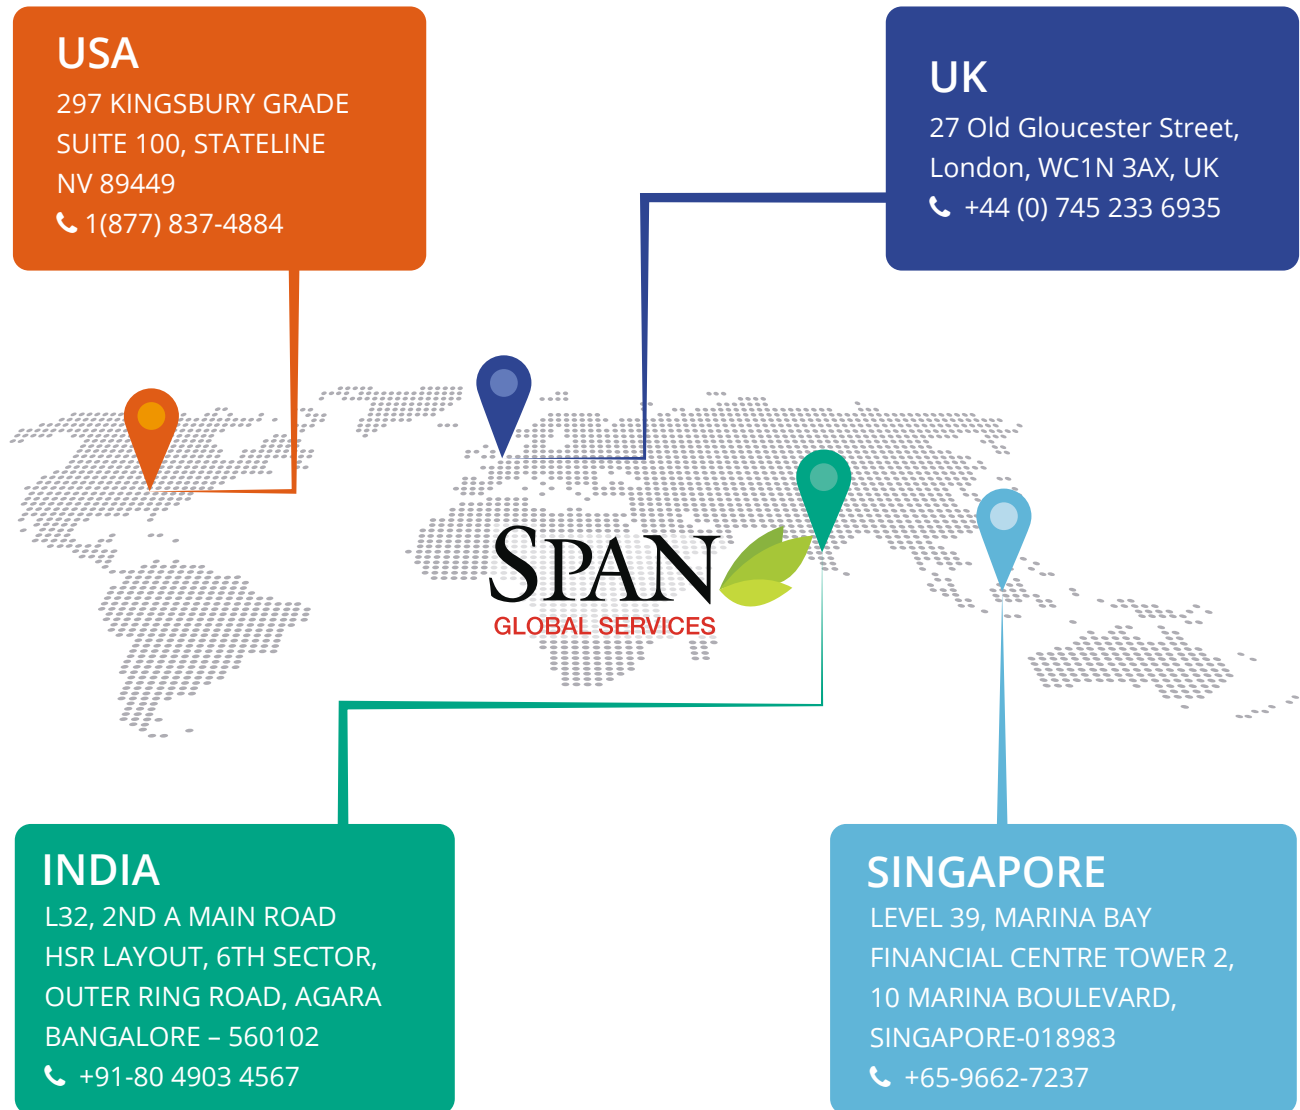 USA
297 KINGSBURY GRADE
SUITE 100, STATELINE
NV 89449
1(877) 837-4884
UK
27 Old Gloucester Street,
London, WC1N 3AX, UK
+44 (0) 745 233 6935
SPAN
GLOBAL SERVICES
INDIA
L32, 2ND A MAIN ROAD
HSR LAYOUT, 6TH SECTOR,
OUTER RING ROAD, AGARA
BANGALORE – 560102
+91-80 4903 4567
SINGAPORE
LEVEL 39, MARINA BAY
FINANCIAL CENTRE TOWER 2,
10 MARINA BOULEVARD,
SINGAPORE-018983
+65-9662-7237